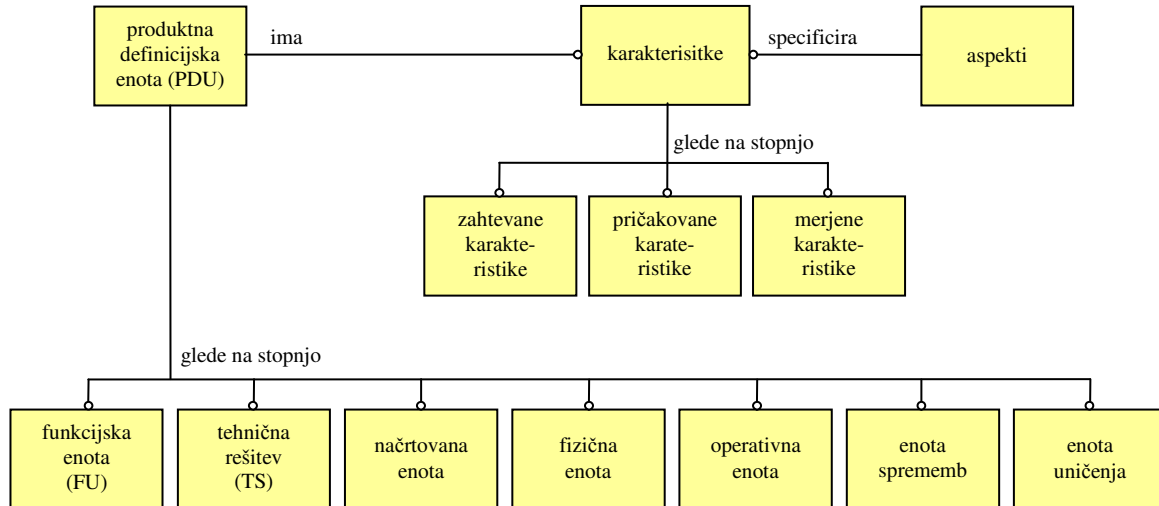 produktna
definicijska
enota (PDU)
ima
karakterisitke
specificira
aspekti
glede na stopnjo
zahtevane
karakte-
ristike
pričakovane
karate-
ristike
merjene
karakte-
ristike
glede na stopnjo
funkcijska
enota
(FU)
tehnična
rešitev
(TS)
načrtovana
enota
fizična
enota
operativna
enota
enota
sprememb
enota
uničenja